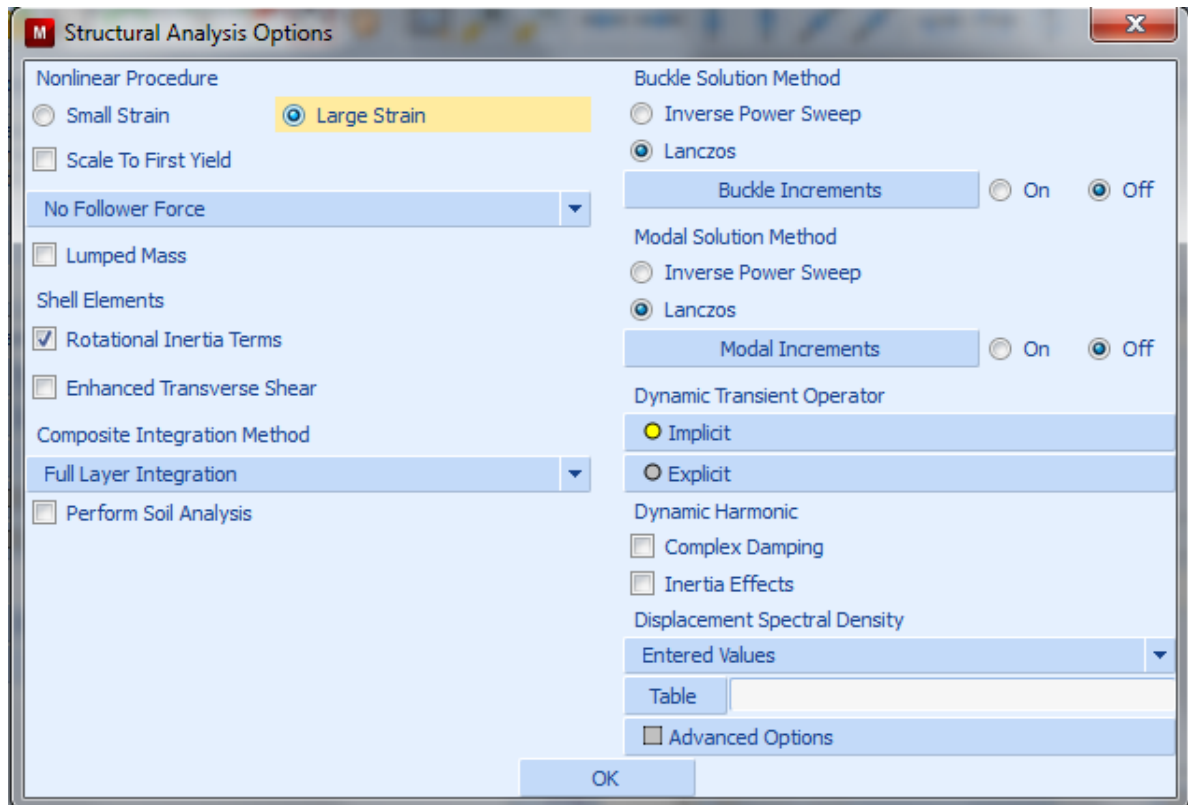 M Structural Analysis Options X
Nonlinear Procedure
Small Strain Large Strain
Scale To First Yield
No Follower Force
Lumped Mass
Shell Elements
Rotational Inertia Terms
Enhanced Transverse Shear
Composite Integration Method
Full Layer Integration
Perform Soil Analysis
Buckle Solution Method
Inverse Power Sweep
Lanczos
Buckle Increments On Off
Modal Solution Method
Inverse Power Sweep
Lanczos
Modal Increments On Off
Dynamic Transient Operator
Implicit
Explicit
Dynamic Harmonic
Complex Damping
Inertia Effects
Displacement Spectral Density
Entered Values
Table
Advanced Options
OK